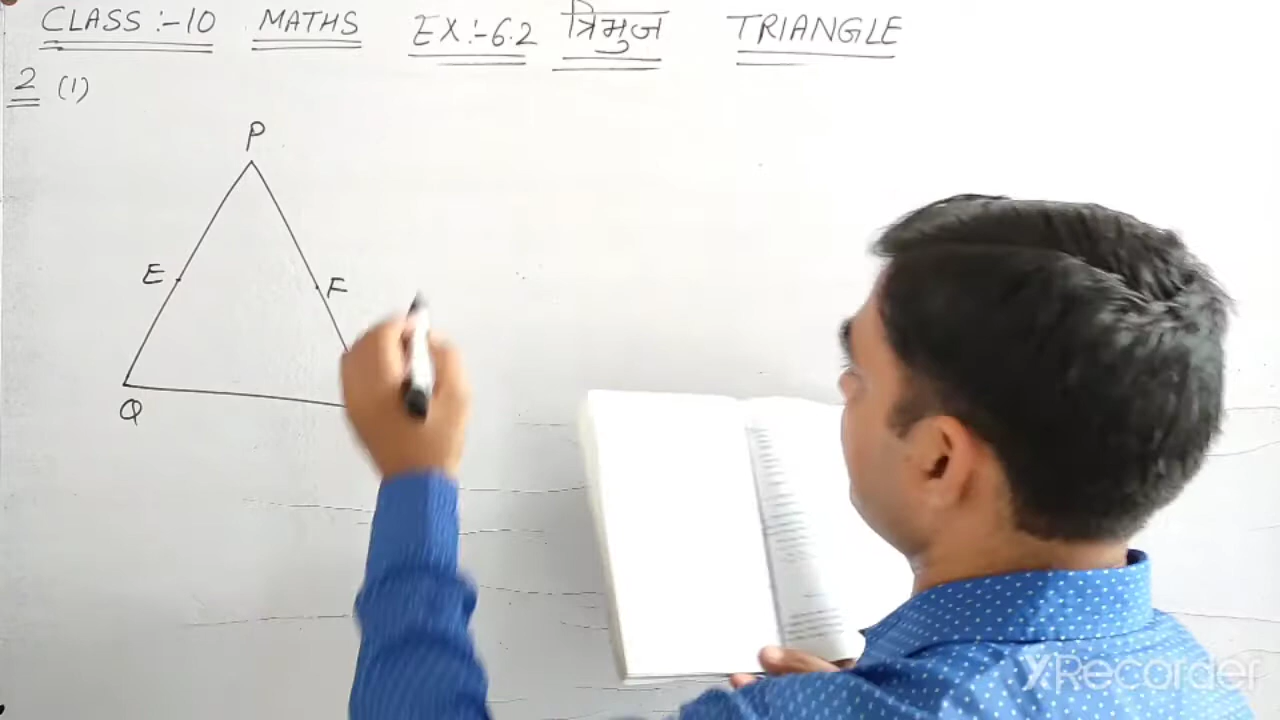 CLASS :- 10 MATHS EX :- 6.2 त्रिभुज TRIANGLE
2 (1)
P
E F
Q
XRecorder